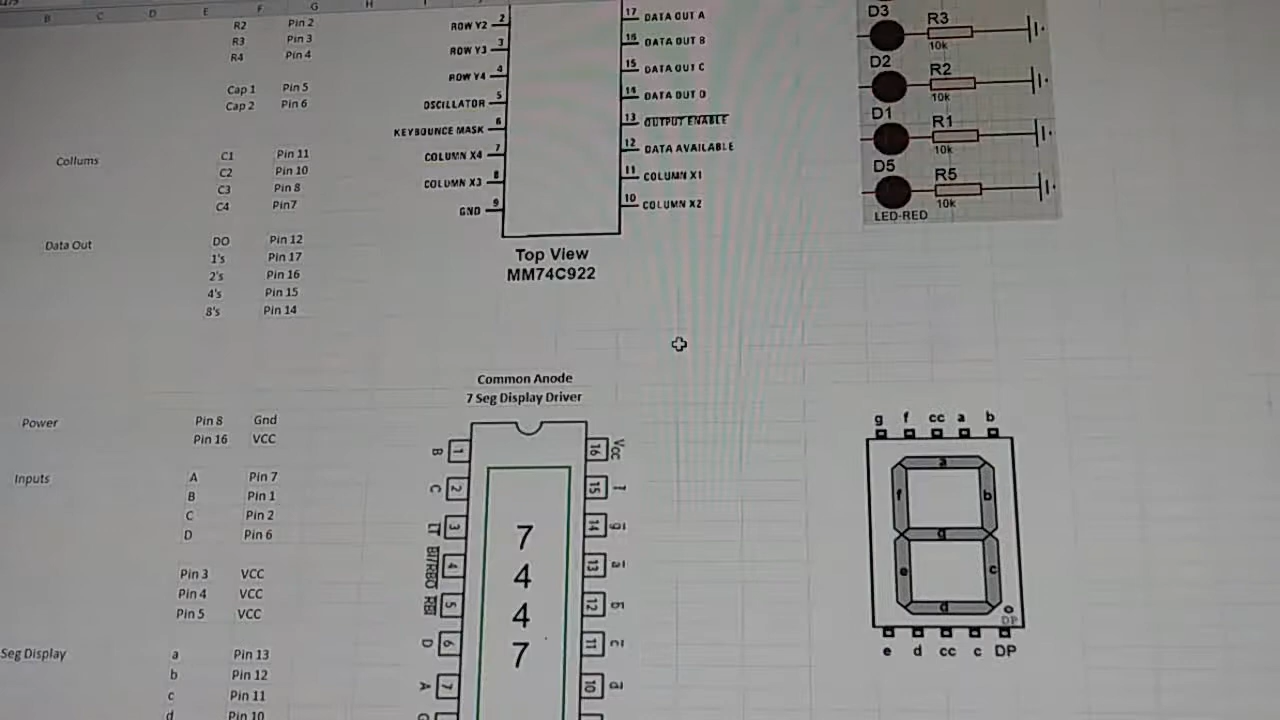 B C D E F G H
R2 Pin 2
R3 Pin 3
R4 Pin 4
Cap 1 Pin 5
Cap 2 Pin 6
Collums C1 Pin 11
C2 Pin 10
C3 Pin 8
C4 Pin7
Data Out DO Pin 12
1's Pin 17
2's Pin 16
4's Pin 15
8's Pin 14
ROW Y2 2
ROW Y3 3
ROW Y4 4
OSCILLATOR 5
KEYBOUNCE MASK 6
COLUMN X4 7
COLUMN X3 8
GND 9
17 DATA OUT A
16 DATA OUT B
15 DATA OUT C
14 DATA OUT D
13 OUTPUT ENABLE
12 DATA AVAILABLE
11 COLUMN X1
10 COLUMN X2
Top View
MM74C922
D3 R3
10k
D2 R2
10k
D1 R1
10k
D5 R5
10k
LED-RED
Power Pin 8 Gnd
Pin 16 VCC
Inputs A Pin 7
B Pin 1
C Pin 2
D Pin 6
Pin 3 VCC
Pin 4 VCC
Pin 5 VCC
Seg Display a Pin 13
b Pin 12
c Pin 11
d Pin 10
Common Anode
7 Seg Display Driver
B 1
C 2
LT 3
BI/RBO 4
RBI 5
D 6
A 7
7
4
4
7
16 Vcc
15 f
14 g
13 a
12 b
11 c
10 d
g f cc a b
a
f b
g
e c
d
DP
e d cc c DP